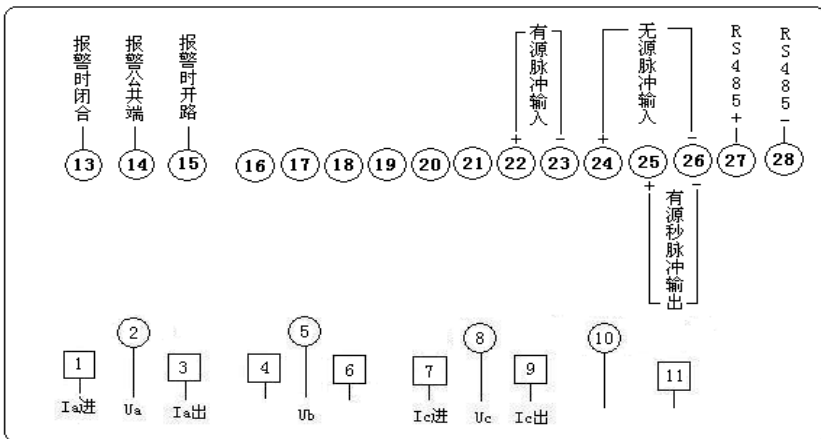 报警时闭合
报警公共端
报警时开路
有源脉冲输入
无源脉冲输入
RS485+
RS485-
+ -
+ -
13 14 15 16 17 18 19 20 21 22 23 24 25 26 27 28
+ -
有源秒脉冲输出
2 5 8 10
1 3 4 6 7 9 11
Ia进 Ua Ia出 Ub Ic进 Uc Ic出